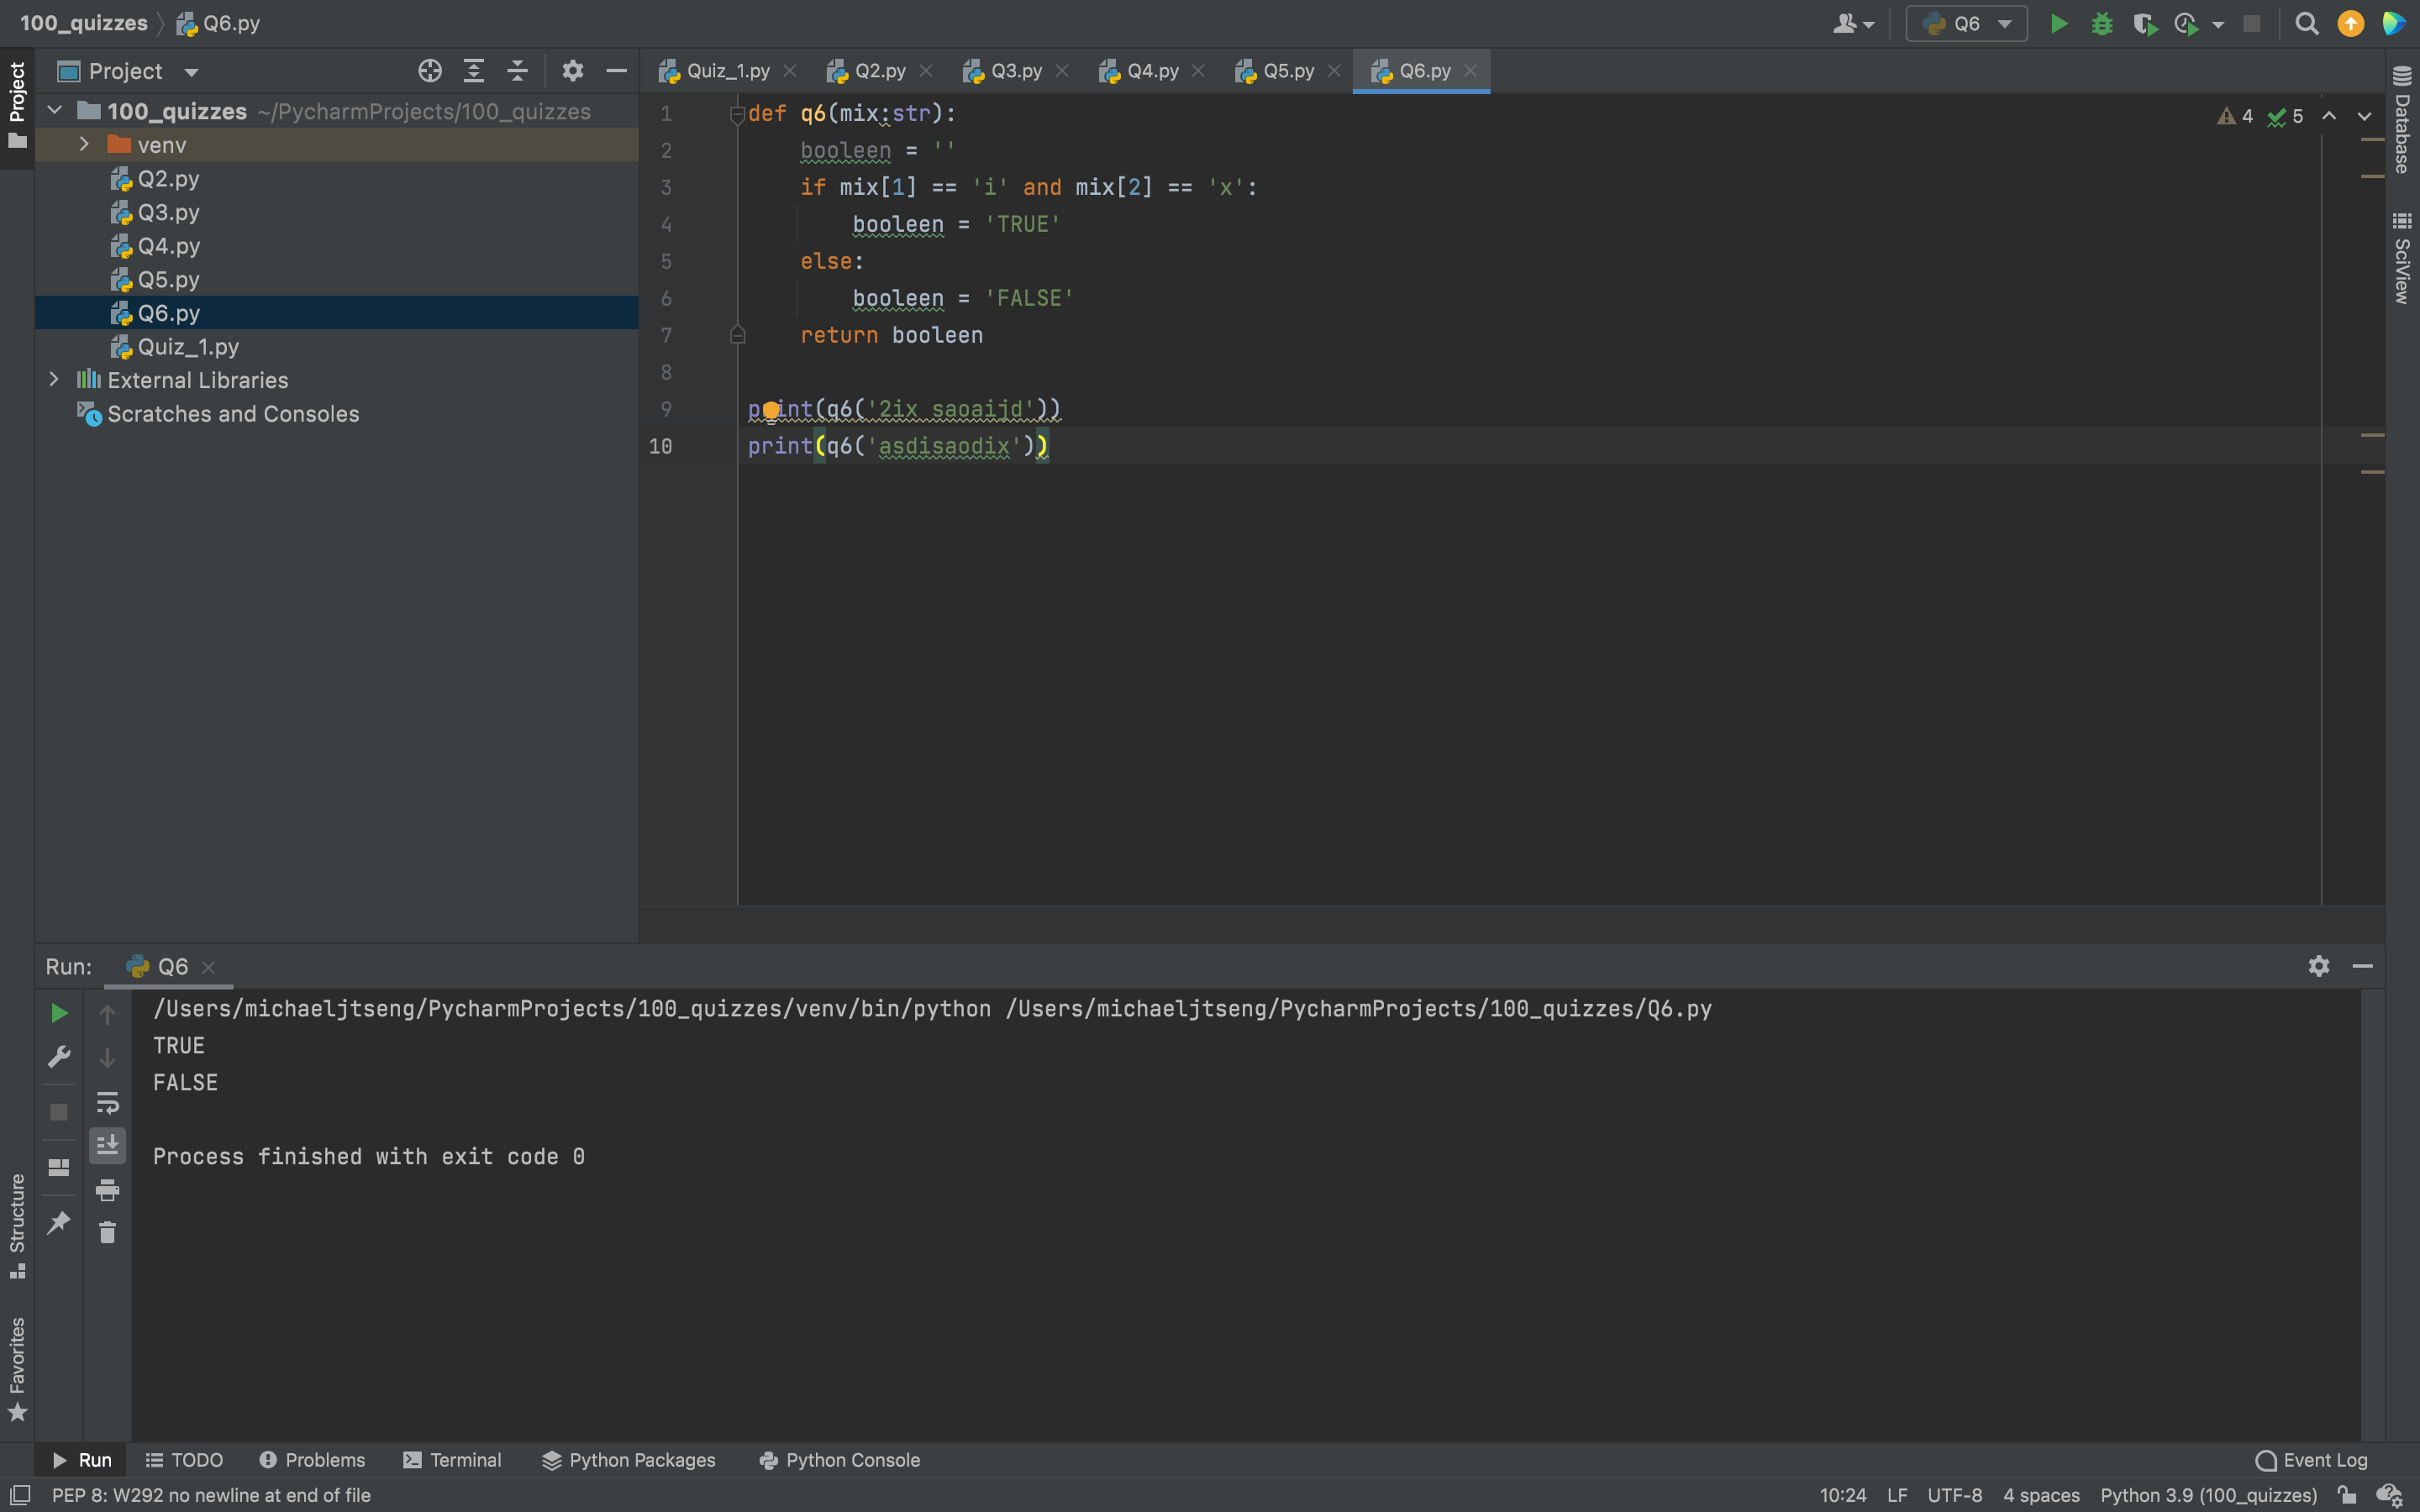 100_quizzes Q6.py
Q6
Project
Project
100_quizzes ~/PycharmProjects/100_quizzes
venv
Q2.py
Q3.py
Q4.py
Q5.py
Q6.py
Quiz_1.py
External Libraries
Scratches and Consoles
Quiz_1.py Q2.py Q3.py Q4.py Q5.py Q6.py
4 5
1 def q6(mix:str):
2 booleen = ''
3 if mix[1] == 'i' and mix[2] == 'x':
4 booleen = 'TRUE'
5 else:
6 booleen = 'FALSE'
7 return booleen
8
9 print(q6('2ix saoaijd'))
10 print(q6('asdisaodix'))
Database
SciView
Run: Q6
/Users/michaeljtseng/PycharmProjects/100_quizzes/venv/bin/python /Users/michaeljtseng/PycharmProjects/100_quizzes/Q6.py
TRUE
FALSE
Process finished with exit code 0
Structure
Favorites
Run TODO Problems Terminal Python Packages Python Console Event Log
PEP 8: W292 no newline at end of file 10:24 LF UTF-8 4 spaces Python 3.9 (100_quizzes)